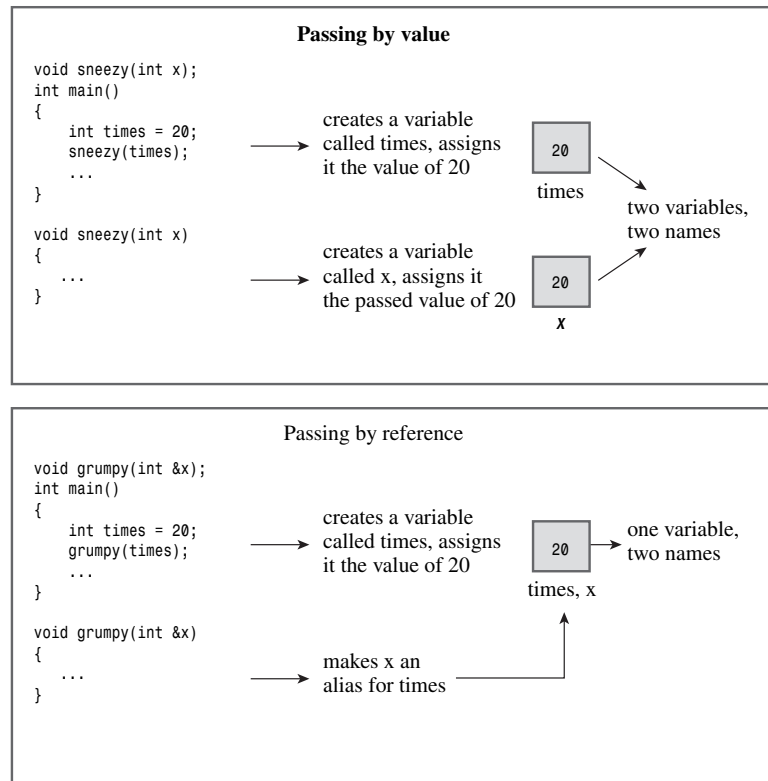 Passing by value
void sneezy(int x);
int main()
{
    int times = 20;
    sneezy(times);
    ...
}
creates a variable
called times, assigns
it the value of 20
20
times
two variables,
two names
void sneezy(int x)
{
   ...
}
creates a variable
called x, assigns it
the passed value of 20
20
x
Passing by reference
void grumpy(int &x);
int main()
{
    int times = 20;
    grumpy(times);
    ...
}
creates a variable
called times, assigns
it the value of 20
20
times, x
one variable,
two names
void grumpy(int &x)
{
   ...
}
makes x an
alias for times